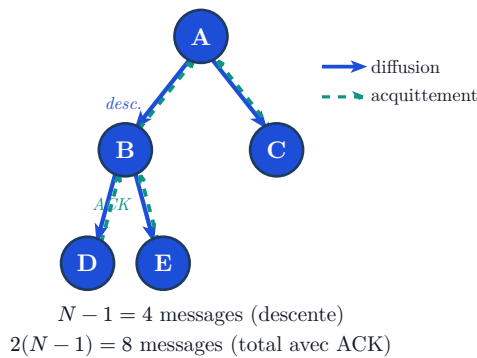 A
diffusion
acquittement
desc.
B
C
ACK
D
E
N − 1 = 4 messages (descente)
2(N − 1) = 8 messages (total avec ACK)